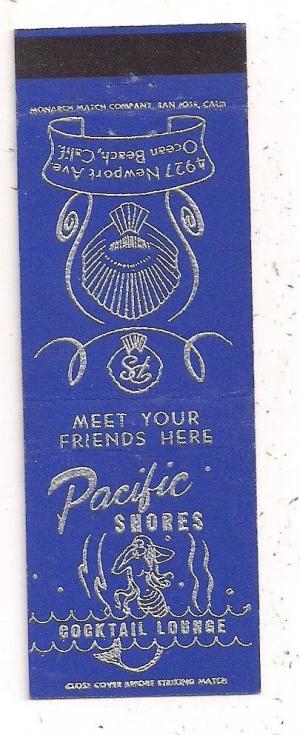 MONARCH MATCH COMPANY, SAN JOSE, CALIF.
4927 Newport Ave.
Ocean Beach, Calif.
PS
MEET YOUR
FRIENDS HERE
Pacific
SHORES
COCKTAIL LOUNGE
CLOSE COVER BEFORE STRIKING MATCH